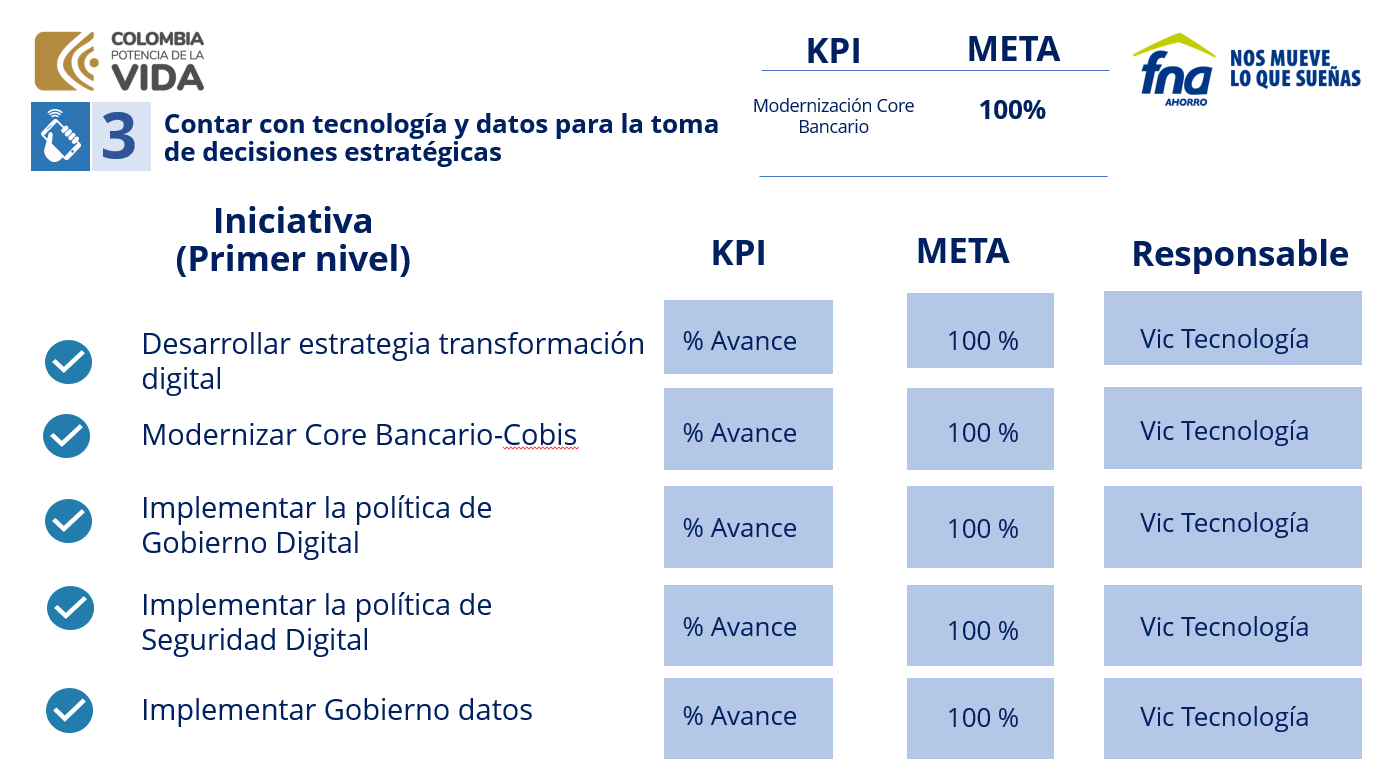 COLOMBIA
POTENCIA DE LA
VIDA
KPI
META
fna
AHORRO
NOS MUEVE
LO QUE SUEÑAS
3
Contar con tecnología y datos para la toma
de decisiones estratégicas
Modernización Core
Bancario
100%
Iniciativa
(Primer nivel)
KPI
META
Responsable
Desarrollar estrategia transformación
digital
% Avance
100 %
Vic Tecnología
Modernizar Core Bancario-Cobis
% Avance
100 %
Vic Tecnología
Implementar la política de
Gobierno Digital
% Avance
100 %
Vic Tecnología
Implementar la política de
Seguridad Digital
% Avance
100 %
Vic Tecnología
Implementar Gobierno datos
% Avance
100 %
Vic Tecnología